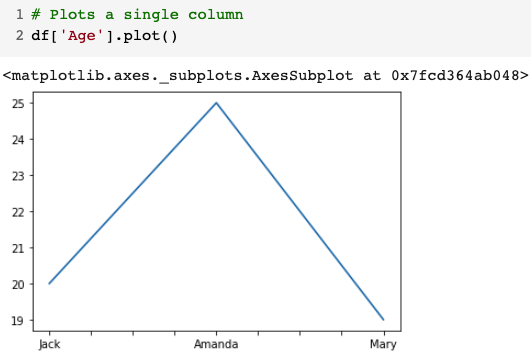 1 # Plots a single column
2 df['Age'].plot()
<matplotlib.axes._subplots.AxesSubplot at 0x7fcd364ab048>
25
24
23
22
21
20
19
Jack Amanda Mary